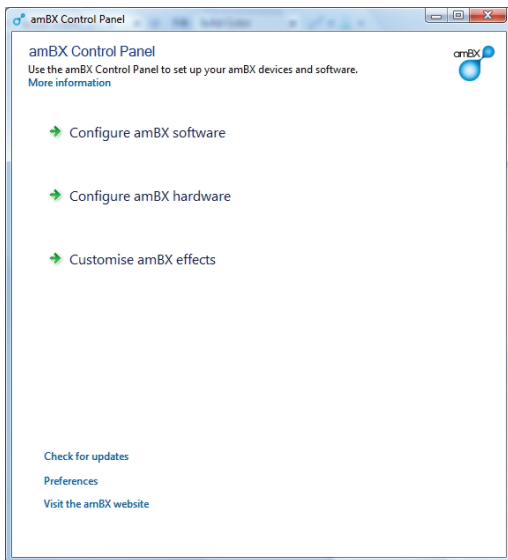 amBX Control Panel
amBX Control Panel
amBX
Use the amBX Control Panel to set up your amBX devices and software.
More information
Configure amBX software
Configure amBX hardware
Customise amBX effects
Check for updates
Preferences
Visit the amBX website